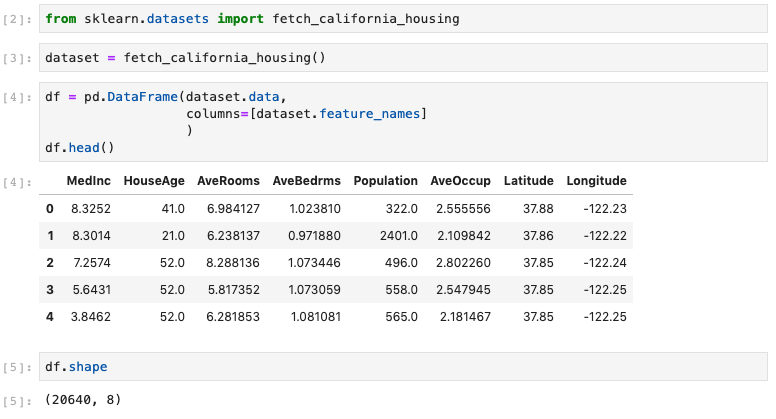 [2]: from sklearn.datasets import fetch_california_housing
[3]: dataset = fetch_california_housing()
[4]: df = pd.DataFrame(dataset.data,
columns=[dataset.feature_names]
)
df.head()
[4]: MedInc HouseAge AveRooms AveBedrms Population AveOccup Latitude Longitude
0 8.3252 41.0 6.984127 1.023810 322.0 2.555556 37.88 -122.23
1 8.3014 21.0 6.238137 0.971880 2401.0 2.109842 37.86 -122.22
2 7.2574 52.0 8.288136 1.073446 496.0 2.802260 37.85 -122.24
3 5.6431 52.0 5.817352 1.073059 558.0 2.547945 37.85 -122.25
4 3.8462 52.0 6.281853 1.081081 565.0 2.181467 37.85 -122.25
[5]: df.shape
[5]: (20640, 8)